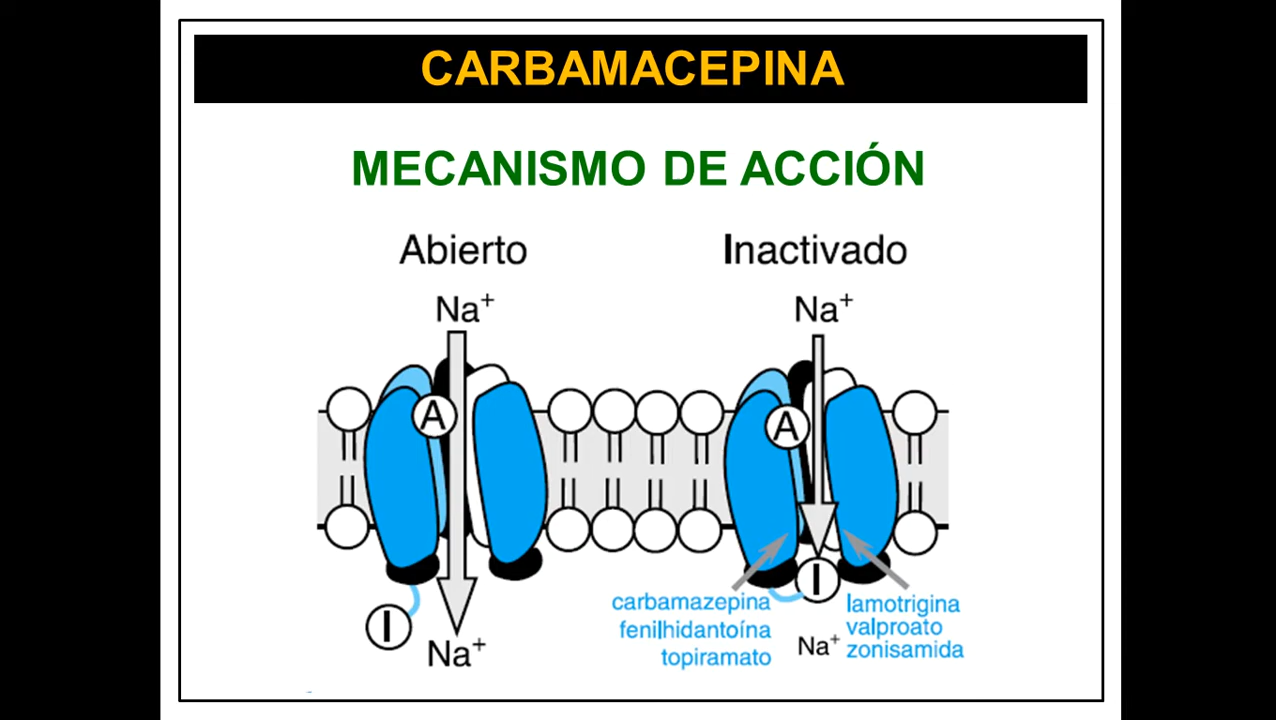 CARBAMACEPINA
MECANISMO DE ACCIÓN
Abierto
Inactivado
Na⁺
Na⁺
A
A
I
I
carbamazepina
fenilhidantoína
topiramato
lamotrigina
valproato
zonisamida
Na⁺
Na⁺